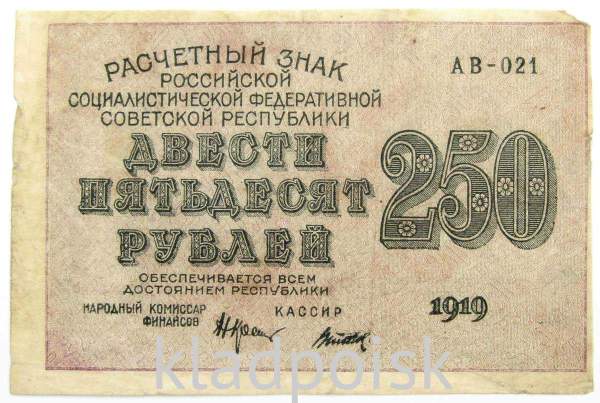 РАСЧЕТНЫЙ ЗНАК
РОССИЙСКОЙ
СОЦИАЛИСТИЧЕСКОЙ ФЕДЕРАТИВНОЙ
СОВЕТСКОЙ РЕСПУБЛИКИ
АВ-021
ДВЕСТИ
ПЯТЬДЕСЯТ
РУБЛЕЙ
250
ОБЕСПЕЧИВАЕТСЯ ВСЕМ
ДОСТОЯНИЕМ РЕСПУБЛИКИ
НАРОДНЫЙ КОМИССАР
ФИНАНСОВ
КАССИР
1919
kladpoisk